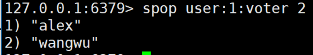 127.0.0.1:6379> spop user:1:voter 2
1) "alex"
2) "wangwu"